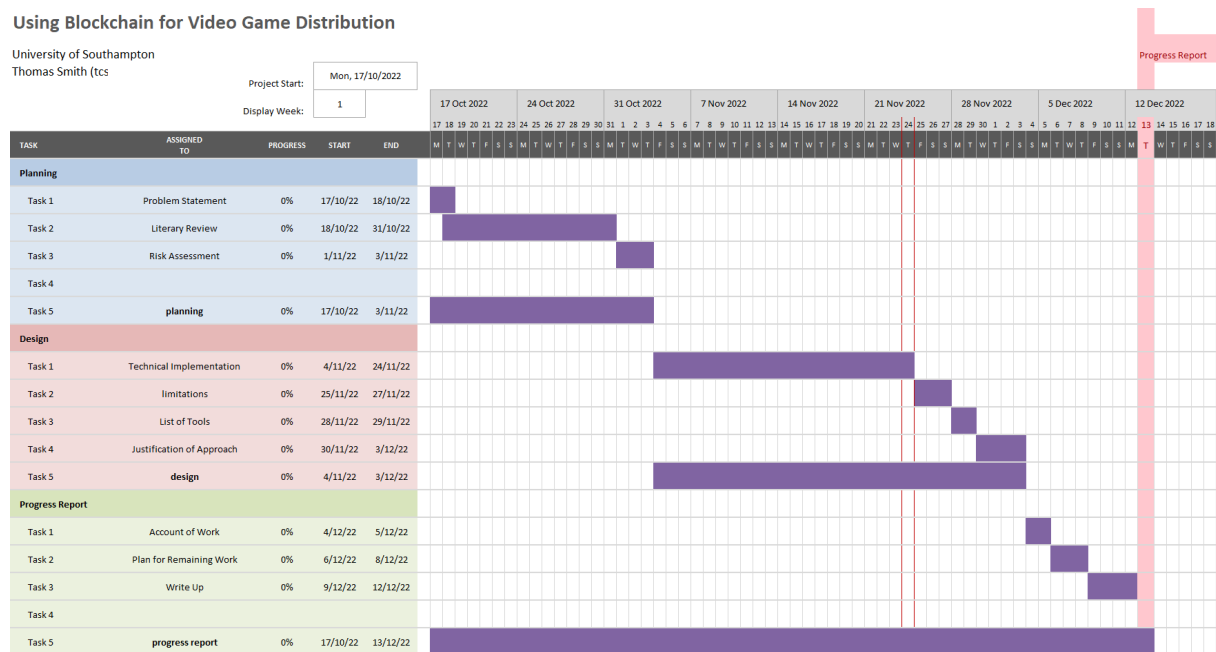 Using Blockchain for Video Game Distribution
University of Southampton
Thomas Smith (tcs
Progress Report
Project Start: Mon, 17/10/2022
Display Week: 1
17 Oct 2022 24 Oct 2022 31 Oct 2022 7 Nov 2022 14 Nov 2022 21 Nov 2022 28 Nov 2022 5 Dec 2022 12 Dec 2022
17 18 19 20 21 22 23 24 25 26 27 28 29 30 31 1 2 3 4 5 6 7 8 9 10 11 12 13 14 15 16 17 18 19 20 21 22 23 24 25 26 27 28 29 30 1 2 3 4 5 6 7 8 9 10 11 12 13 14 15 16 17 18
TASK ASSIGNED TO PROGRESS START END M T W T F S S M T W T F S S M T W T F S S M T W T F S S M T W T F S S M T W T F S S M T W T F S S M T W T F S S M T W T F S S
Planning
Task 1 Problem Statement 0% 17/10/22 18/10/22
Task 2 Literary Review 0% 18/10/22 31/10/22
Task 3 Risk Assessment 0% 1/11/22 3/11/22
Task 4
Task 5 planning 0% 17/10/22 3/11/22
Design
Task 1 Technical Implementation 0% 4/11/22 24/11/22
Task 2 limitations 0% 25/11/22 27/11/22
Task 3 List of Tools 0% 28/11/22 29/11/22
Task 4 Justification of Approach 0% 30/11/22 3/12/22
Task 5 design 0% 4/11/22 3/12/22
Progress Report
Task 1 Account of Work 0% 4/12/22 5/12/22
Task 2 Plan for Remaining Work 0% 6/12/22 8/12/22
Task 3 Write Up 0% 9/12/22 12/12/22
Task 4
Task 5 progress report 0% 17/10/22 13/12/22